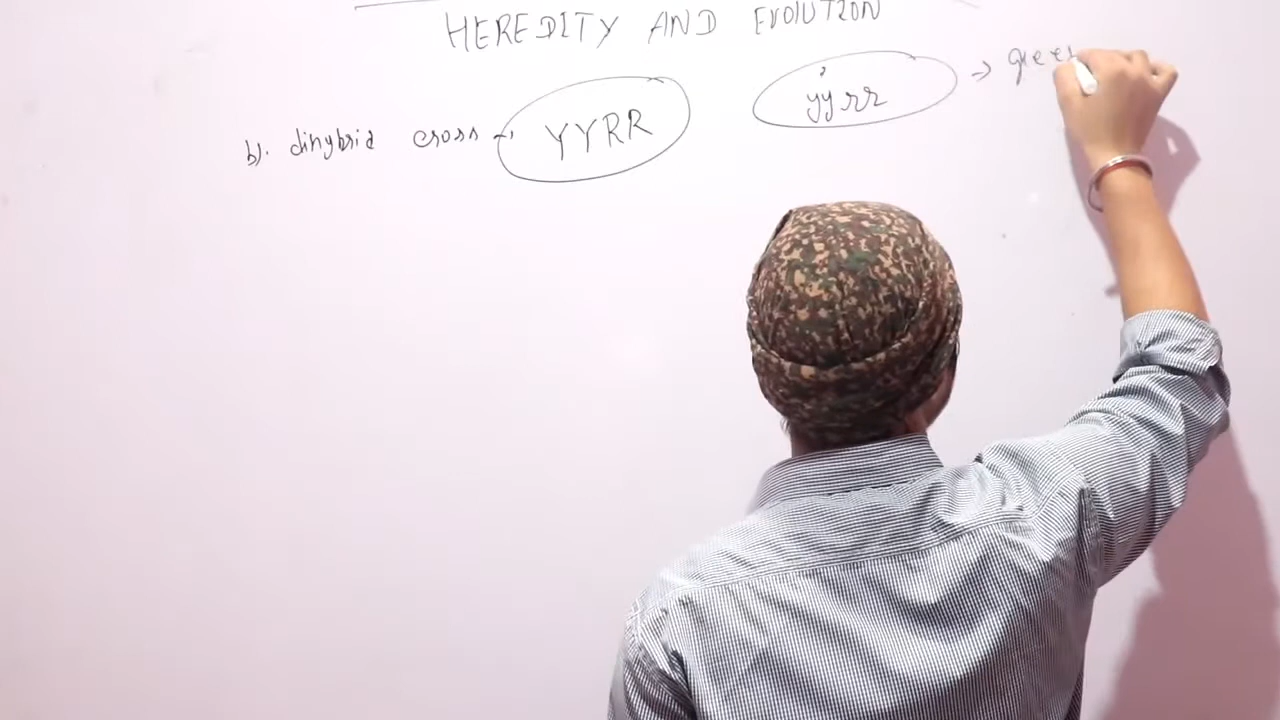 HEREDITY AND EVOLUTION
b). dihybrid cross → YYRR yyrr → gree